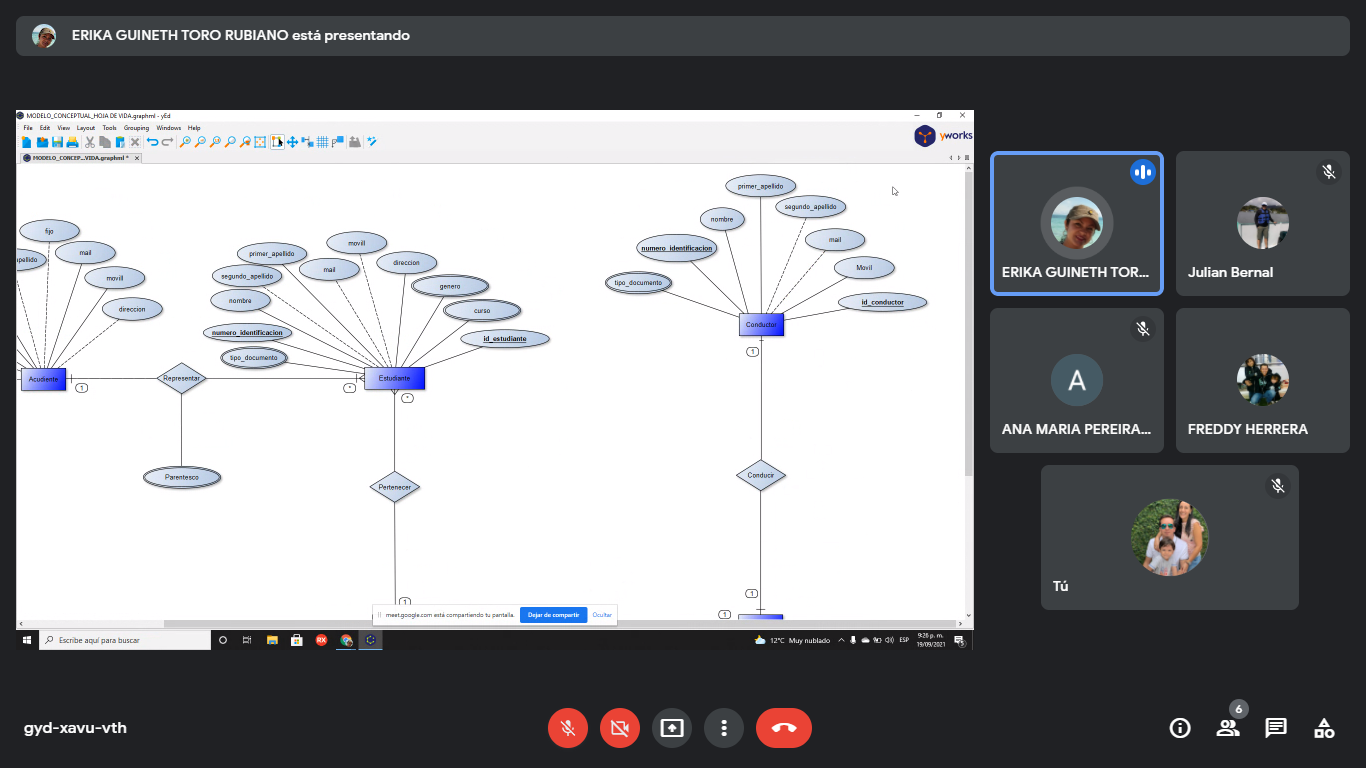 ERIKA GUINETH TORO RUBIANO está presentando
MODELO_CONCEPTUAL_HOJA DE VIDA.graphml - yEd
File Edit View Layout Tools Grouping Windows Help
yworks
MODELO_CONCEP...VIDA.graphml *
fijo
apellido
mail
movill
direccion
Acudiente
1
Representar
Parentesco
*
primer_apellido
movill
segundo_apellido
mail
direccion
nombre
genero
numero_identificacion
curso
tipo_documento
id_estudiante
Estudiante
*
Pertenecer
1
primer_apellido
segundo_apellido
nombre
numero_identificacion
mail
tipo_documento
Movil
id_conductor
Conductor
1
Conducir
1
1
meet.google.com está compartiendo tu pantalla.
Dejar de compartir
Ocultar
Escribe aquí para buscar
RX
12°C Muy nublado
ESP
9:26 p. m.
19/09/2021
ERIKA GUINETH TOR...
Julian Bernal
A
ANA MARIA PEREIRA...
FREDDY HERRERA
Tú
gyd-xavu-vth
6